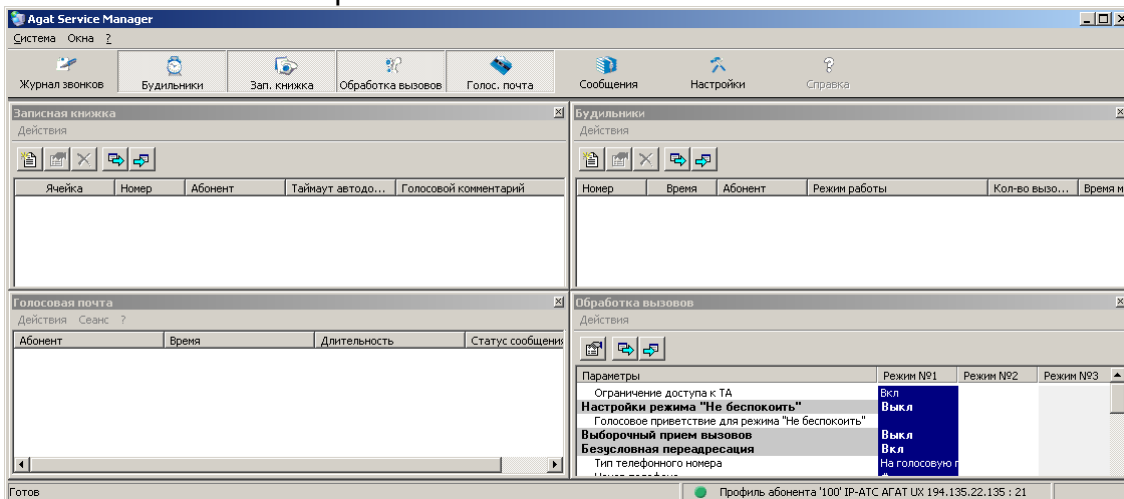 Agat Service Manager
Система Окна ?
Журнал звонков Будильники Зап. книжка Обработка вызовов Голос. почта Сообщения Настройки Справка
Записная книжка
Действия
Ячейка Номер Абонент Таймаут автодо... Голосовой комментарий
Будильники
Действия
Номер Время Абонент Режим работы Кол-во вызо... Время м
Голосовая почта
Действия Сеанс ?
Абонент Время Длительность Статус сообщения
Обработка вызовов
Действия
Параметры Режим №1 Режим №2 Режим №3
Ограничение доступа к ТА Вкл
Настройки режима "Не беспокоить" Выкл
Голосовое приветствие для режима "Не беспокоить"
Выборочный прием вызовов Выкл
Безусловная переадресация Вкл
Тип телефонного номера На голосовую п
Готов Профиль абонента '100' IP-АТС АГАТ UX 194.135.22.135 : 21